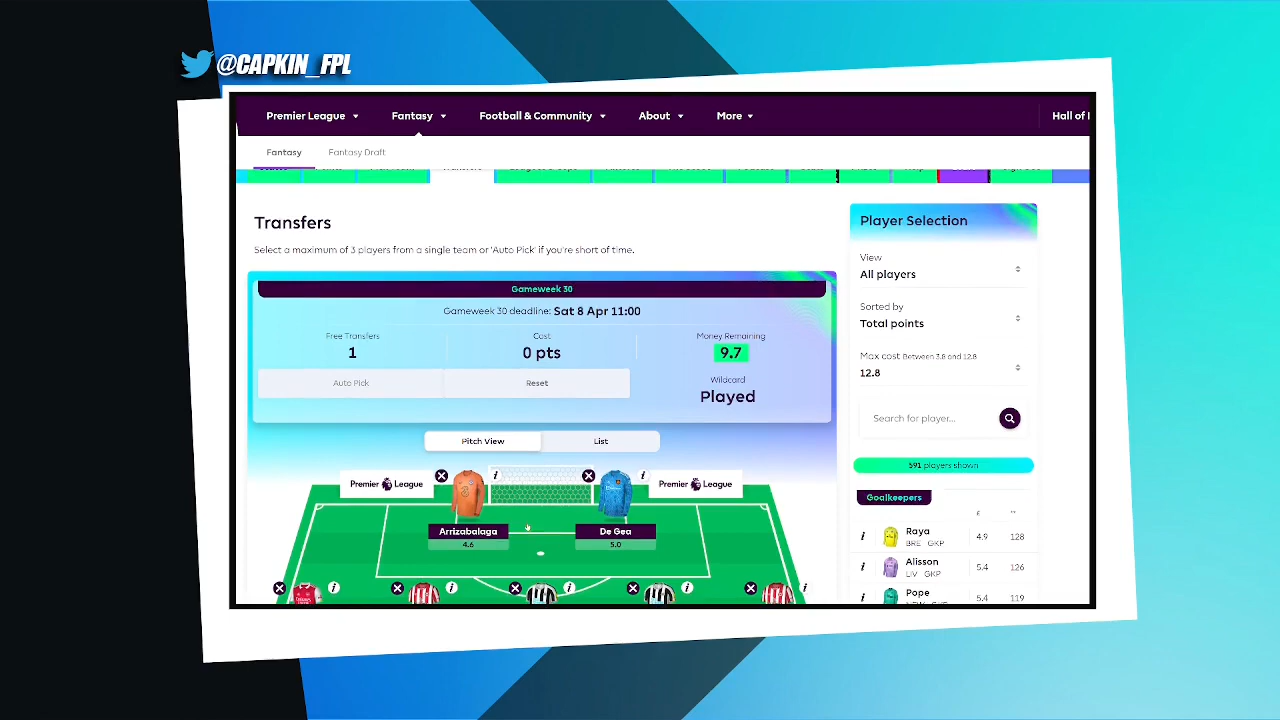 @CAPKIN_FPL
Premier League Fantasy Football & Community About More
Fantasy Fantasy Draft
Transfers
Select a maximum of 3 players from a single team or 'Auto Pick' if you're short of time.
Gameweek 30
Gameweek 30 deadline: Sat 8 Apr 11:00
Free Transfers Cost Money Remaining
1 0 pts 9.7
Auto Pick Reset
Wildcard
Played
Pitch View List
Premier League Premier League
Arrizabalaga De Gea
4.6 5.0
Player Selection
View
All players
Sorted by
Total points
Max cost Between 3.8 and 12.8
12.8
Search for player...
591 players shown
Goalkeepers £
Raya 4.9 128
BRE GKP
Alisson 5.4 126
LIV GKP
Pope 5.4 119